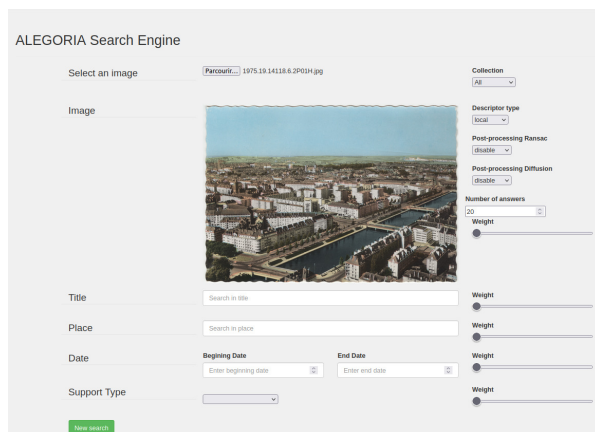 ALEGORIA Search Engine
Select an image
Parcourir... 1975.19.14118.6.2P01H.jpg
Collection
All
Image
Descriptor type
local
Post-processing Ransac
disable
Post-processing Diffusion
disable
Number of answers
20
Weight
Title
Search in title
Weight
Place
Search in place
Weight
Date
Begining Date
End Date
Weight
Enter beginning date
Enter end date
Support Type
Weight
New search